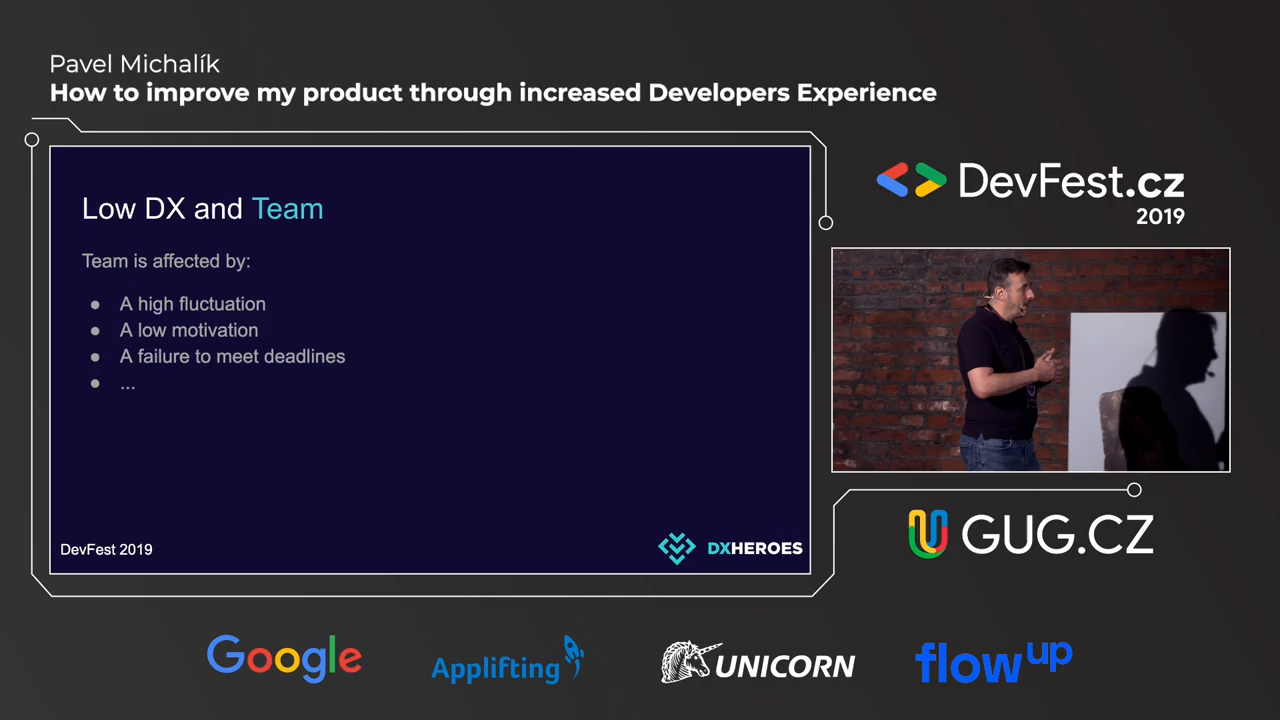 Pavel Michalík
How to improve my product through increased Developers Experience
Low DX and Team
Team is affected by:
● A high fluctuation
● A low motivation
● A failure to meet deadlines
● ...
DevFest 2019
DXHEROES
DevFest.cz
2019
GUG.CZ
Google
Applifting
UNICORN
flowup